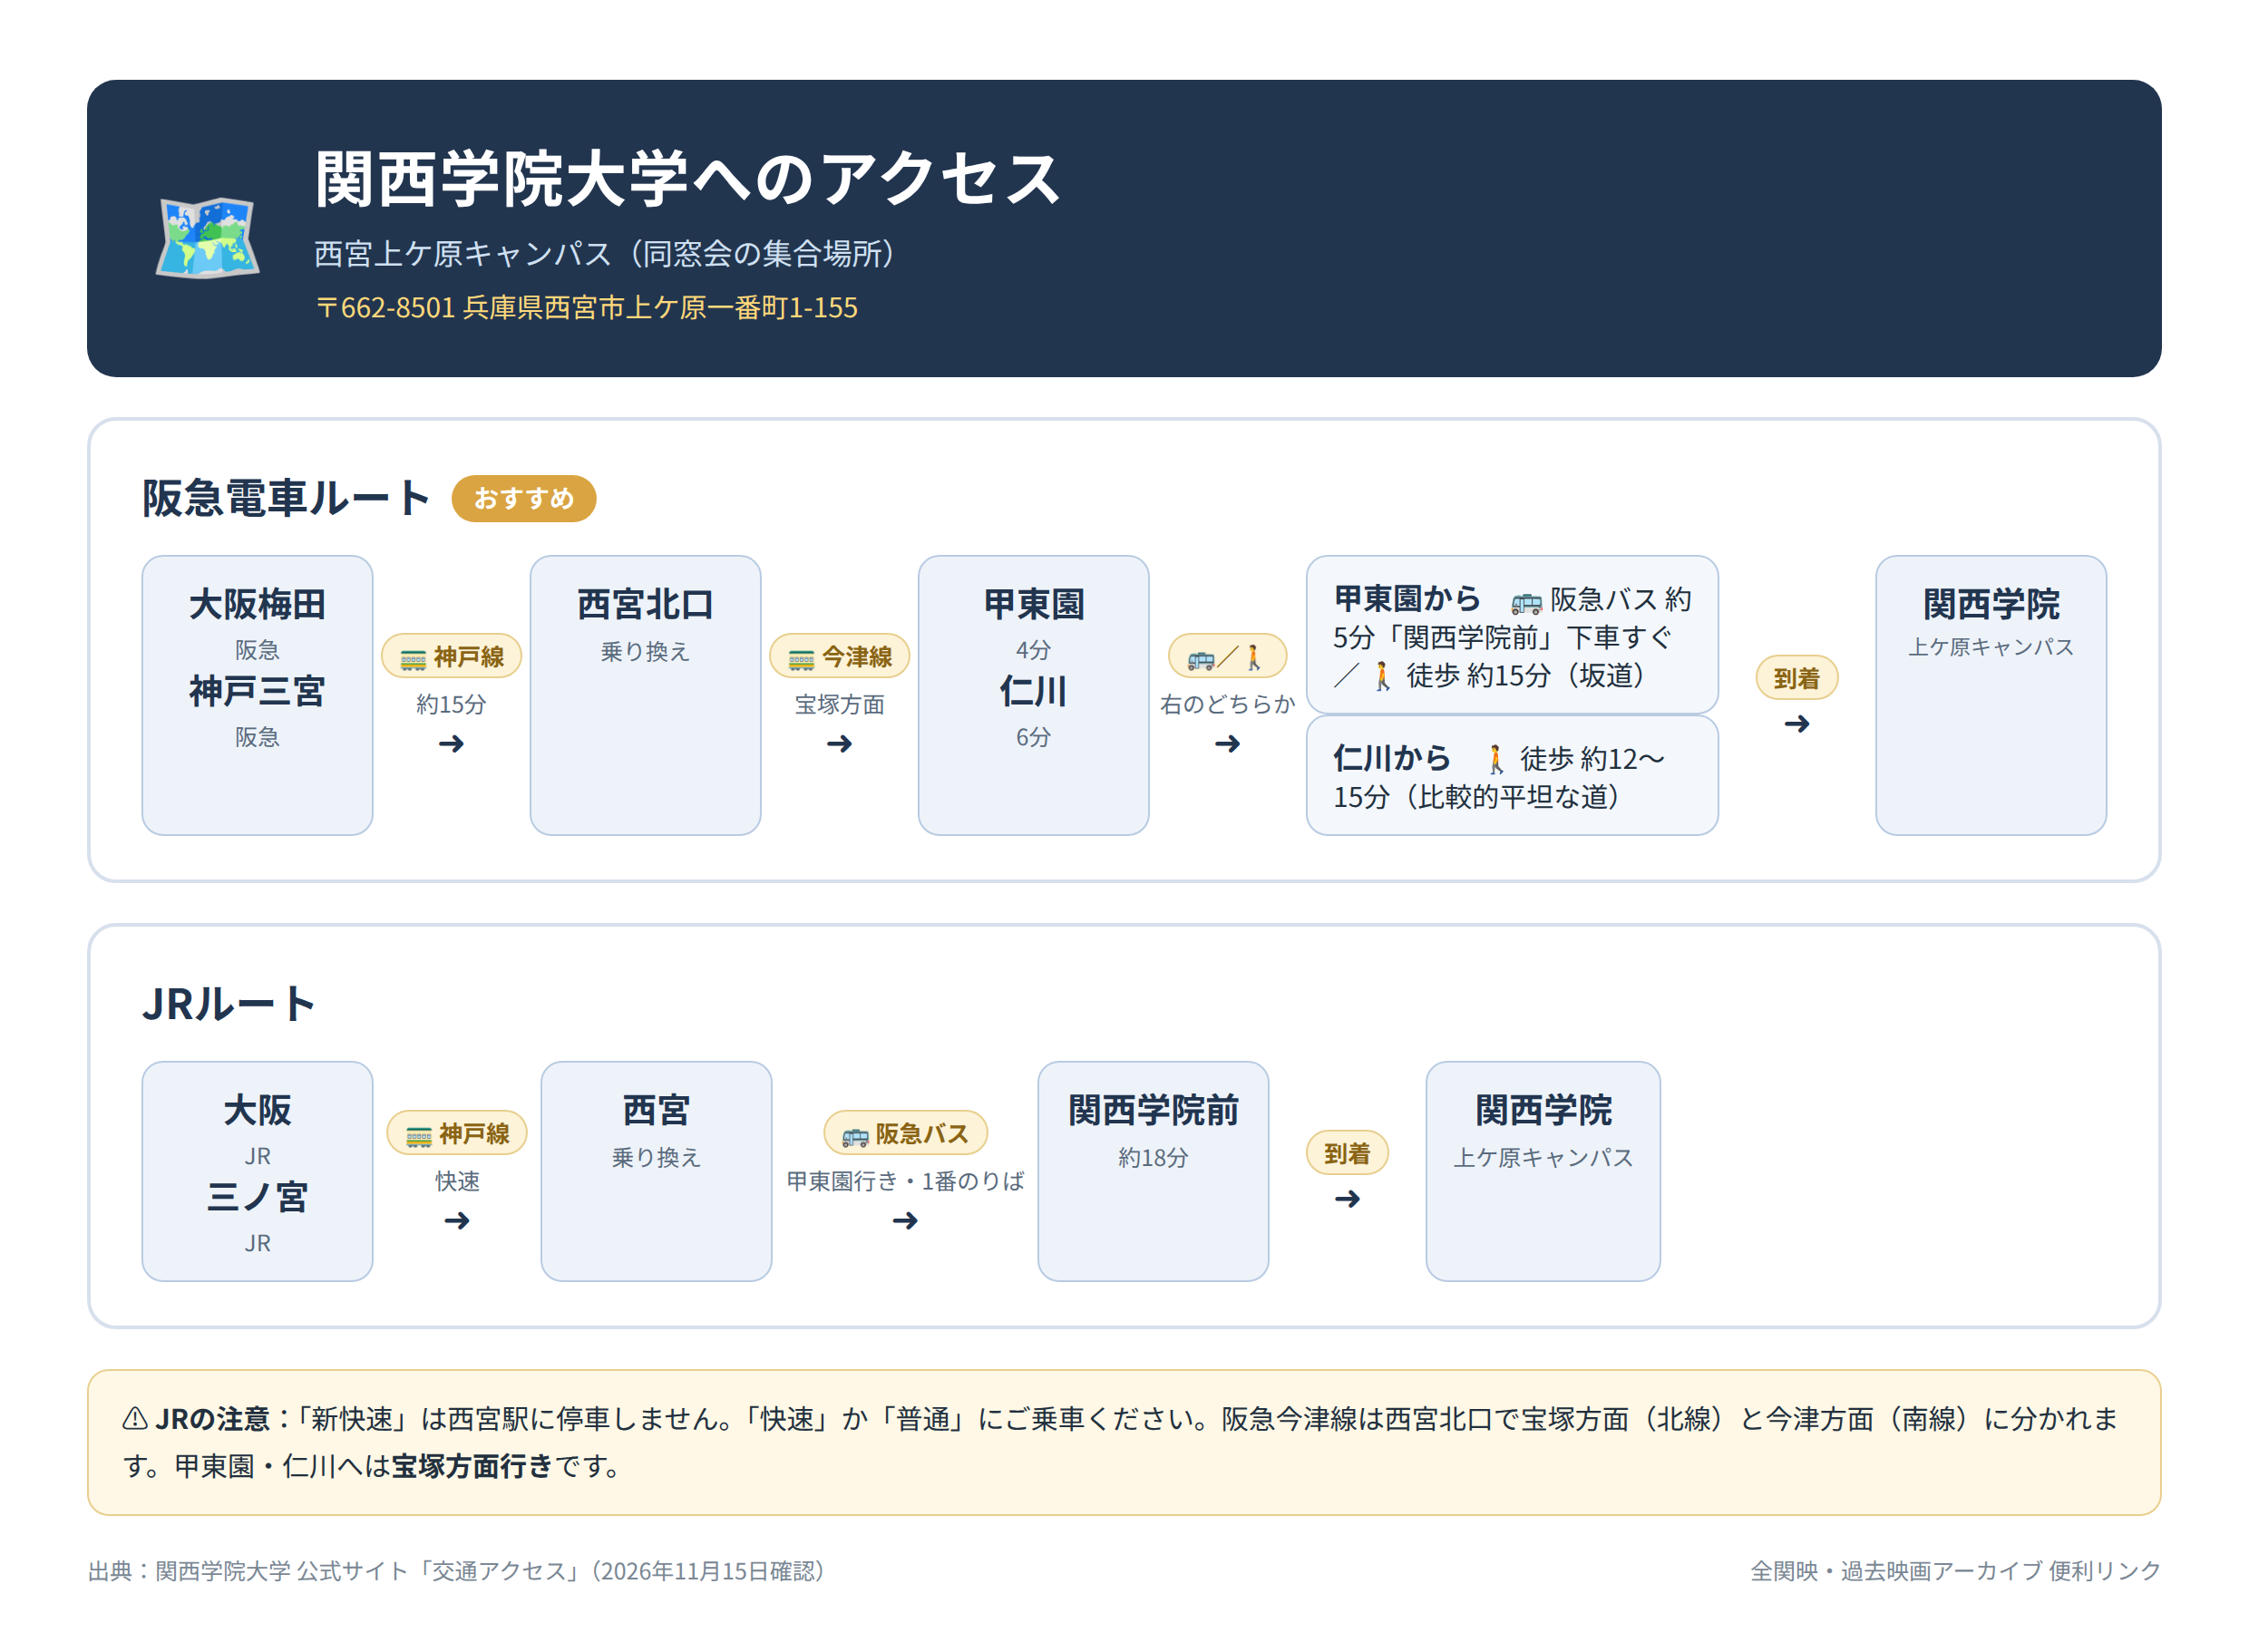 関西学院大学へのアクセス
西宮上ケ原キャンパス（同窓会の集合場所）
〒662-8501 兵庫県西宮市上ケ原一番町1-155
阪急電車ルート おすすめ
大阪梅田
阪急
神戸三宮
阪急
🚃 神戸線
約15分
➜
西宮北口
乗り換え
🚃 今津線
宝塚方面
➜
甲東園
4分
仁川
6分
🚌／🚶
右のどちらか
➜
甲東園から 🚌 阪急バス 約
5分「関西学院前」下車すぐ
／🚶 徒歩 約15分（坂道）
仁川から 🚶 徒歩 約12〜
15分（比較的平坦な道）
到着
➜
関西学院
上ケ原キャンパス
JRルート
大阪
JR
三ノ宮
JR
🚃 神戸線
快速
➜
西宮
乗り換え
🚌 阪急バス
甲東園行き・1番のりば
➜
関西学院前
約18分
到着
➜
関西学院
上ケ原キャンパス
⚠ JRの注意：「新快速」は西宮駅に停車しません。「快速」か「普通」にご乗車ください。阪急今津線は西宮北口で宝塚方面（北線）と今津方面（南線）に分かれま
す。甲東園・仁川へは宝塚方面行きです。
出典：関西学院大学 公式サイト「交通アクセス」（2026年11月15日確認）
全関映・過去映画アーカイブ 便利リンク